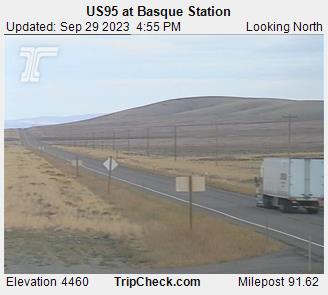 US95 at Basque Station
Updated: Sep 29 2023 4:55 PM Looking North
Elevation 4460 TripCheck.com Milepost 91.62